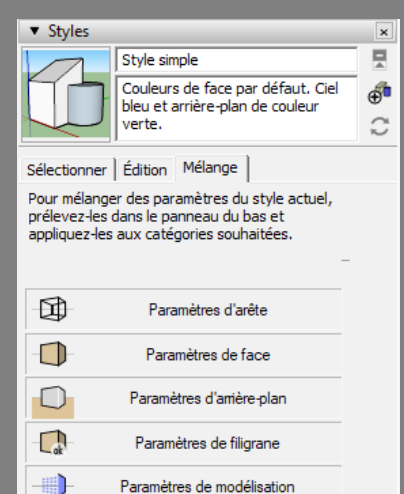 ▼ Styles
Style simple
Couleurs de face par défaut. Ciel
bleu et arrière-plan de couleur
verte.
Sélectionner Édition Mélange
Pour mélanger des paramètres du style actuel,
prélevez-les dans le panneau du bas et
appliquez-les aux catégories souhaitées.
Paramètres d'arête
Paramètres de face
Paramètres d'arrière-plan
ok
Paramètres de filigrane
Paramètres de modélisation